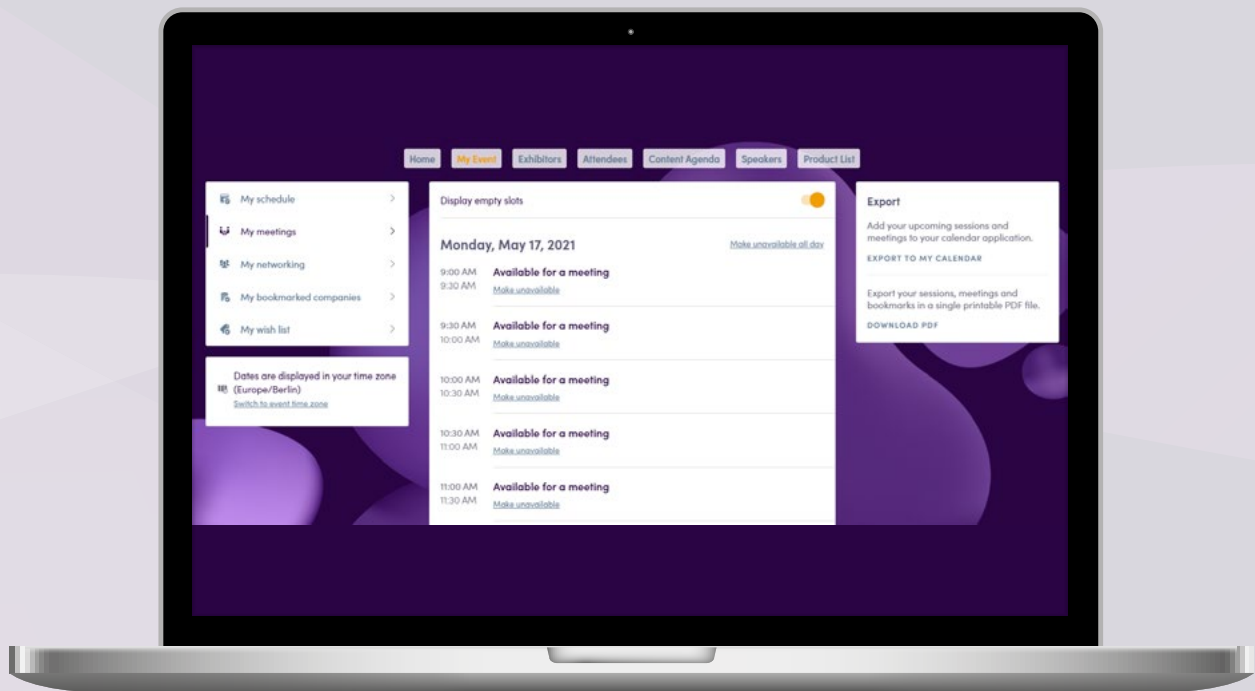 Home My Event Exhibitors Attendees Content Agenda Speakers Product List
My schedule
My meetings
My networking
My bookmarked companies
My wish list
Dates are displayed in your time zone
(Europe/Berlin)
Switch to event time zone
Display empty slots
Monday, May 17, 2021 Make unavailable all day
9:00 AM Available for a meeting
9:30 AM Make unavailable
9:30 AM Available for a meeting
10:00 AM Make unavailable
10:00 AM Available for a meeting
10:30 AM Make unavailable
10:30 AM Available for a meeting
11:00 AM Make unavailable
11:00 AM Available for a meeting
11:30 AM Make unavailable
Export
Add your upcoming sessions and
meetings to your calendar application.
EXPORT TO MY CALENDAR
Export your sessions, meetings and
bookmarks in a single printable PDF file.
DOWNLOAD PDF